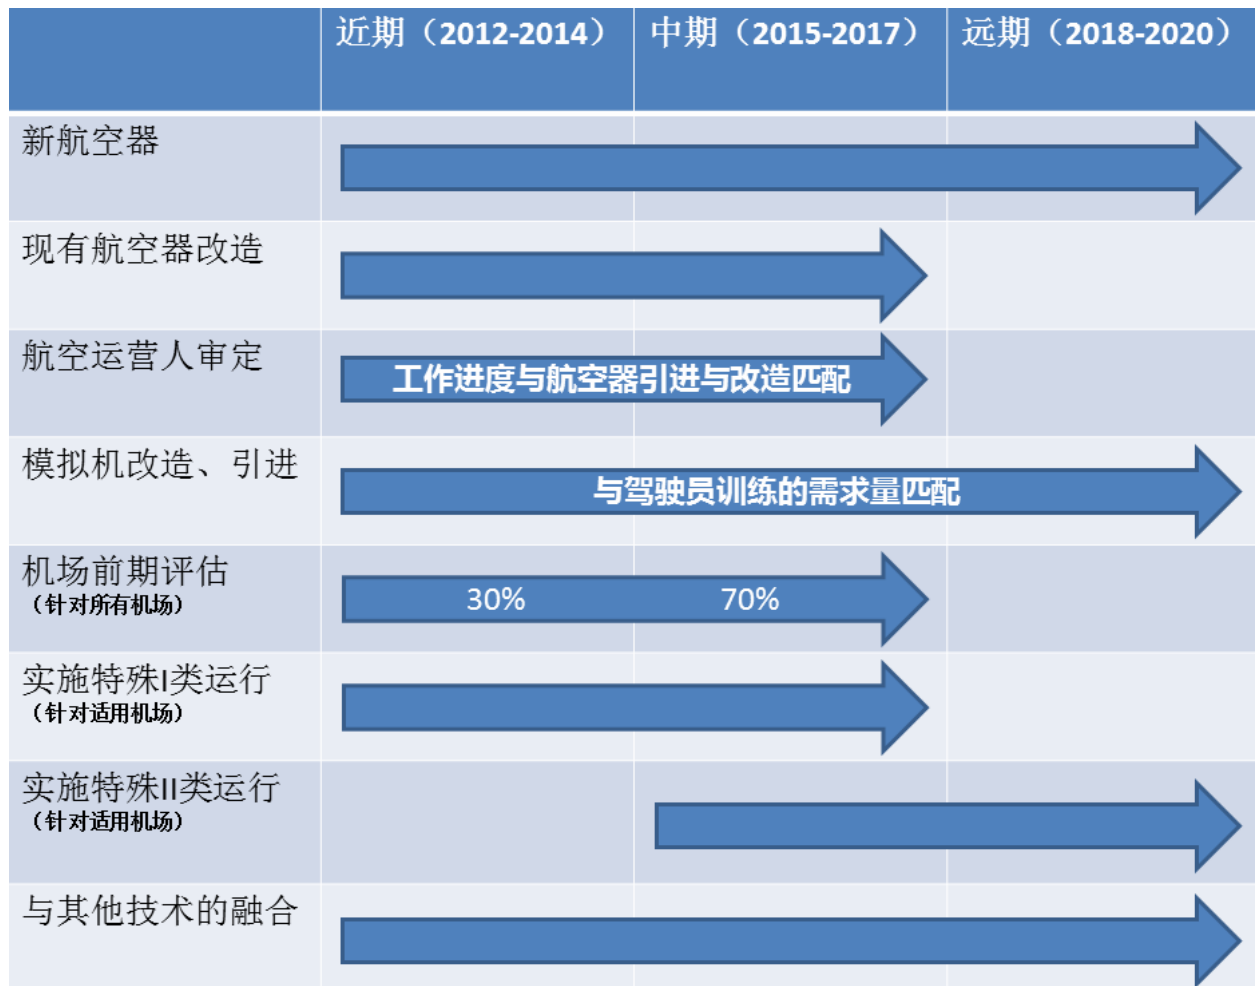 近期（2012-2014） 中期（2015-2017） 远期（2018-2020）
新航空器
现有航空器改造
航空运营人审定 工作进度与航空器引进与改造匹配
模拟机改造、引进 与驾驶员训练的需求量匹配
机场前期评估
（针对所有机场） 30% 70%
实施特殊I类运行
（针对适用机场）
实施特殊II类运行
（针对适用机场）
与其他技术的融合